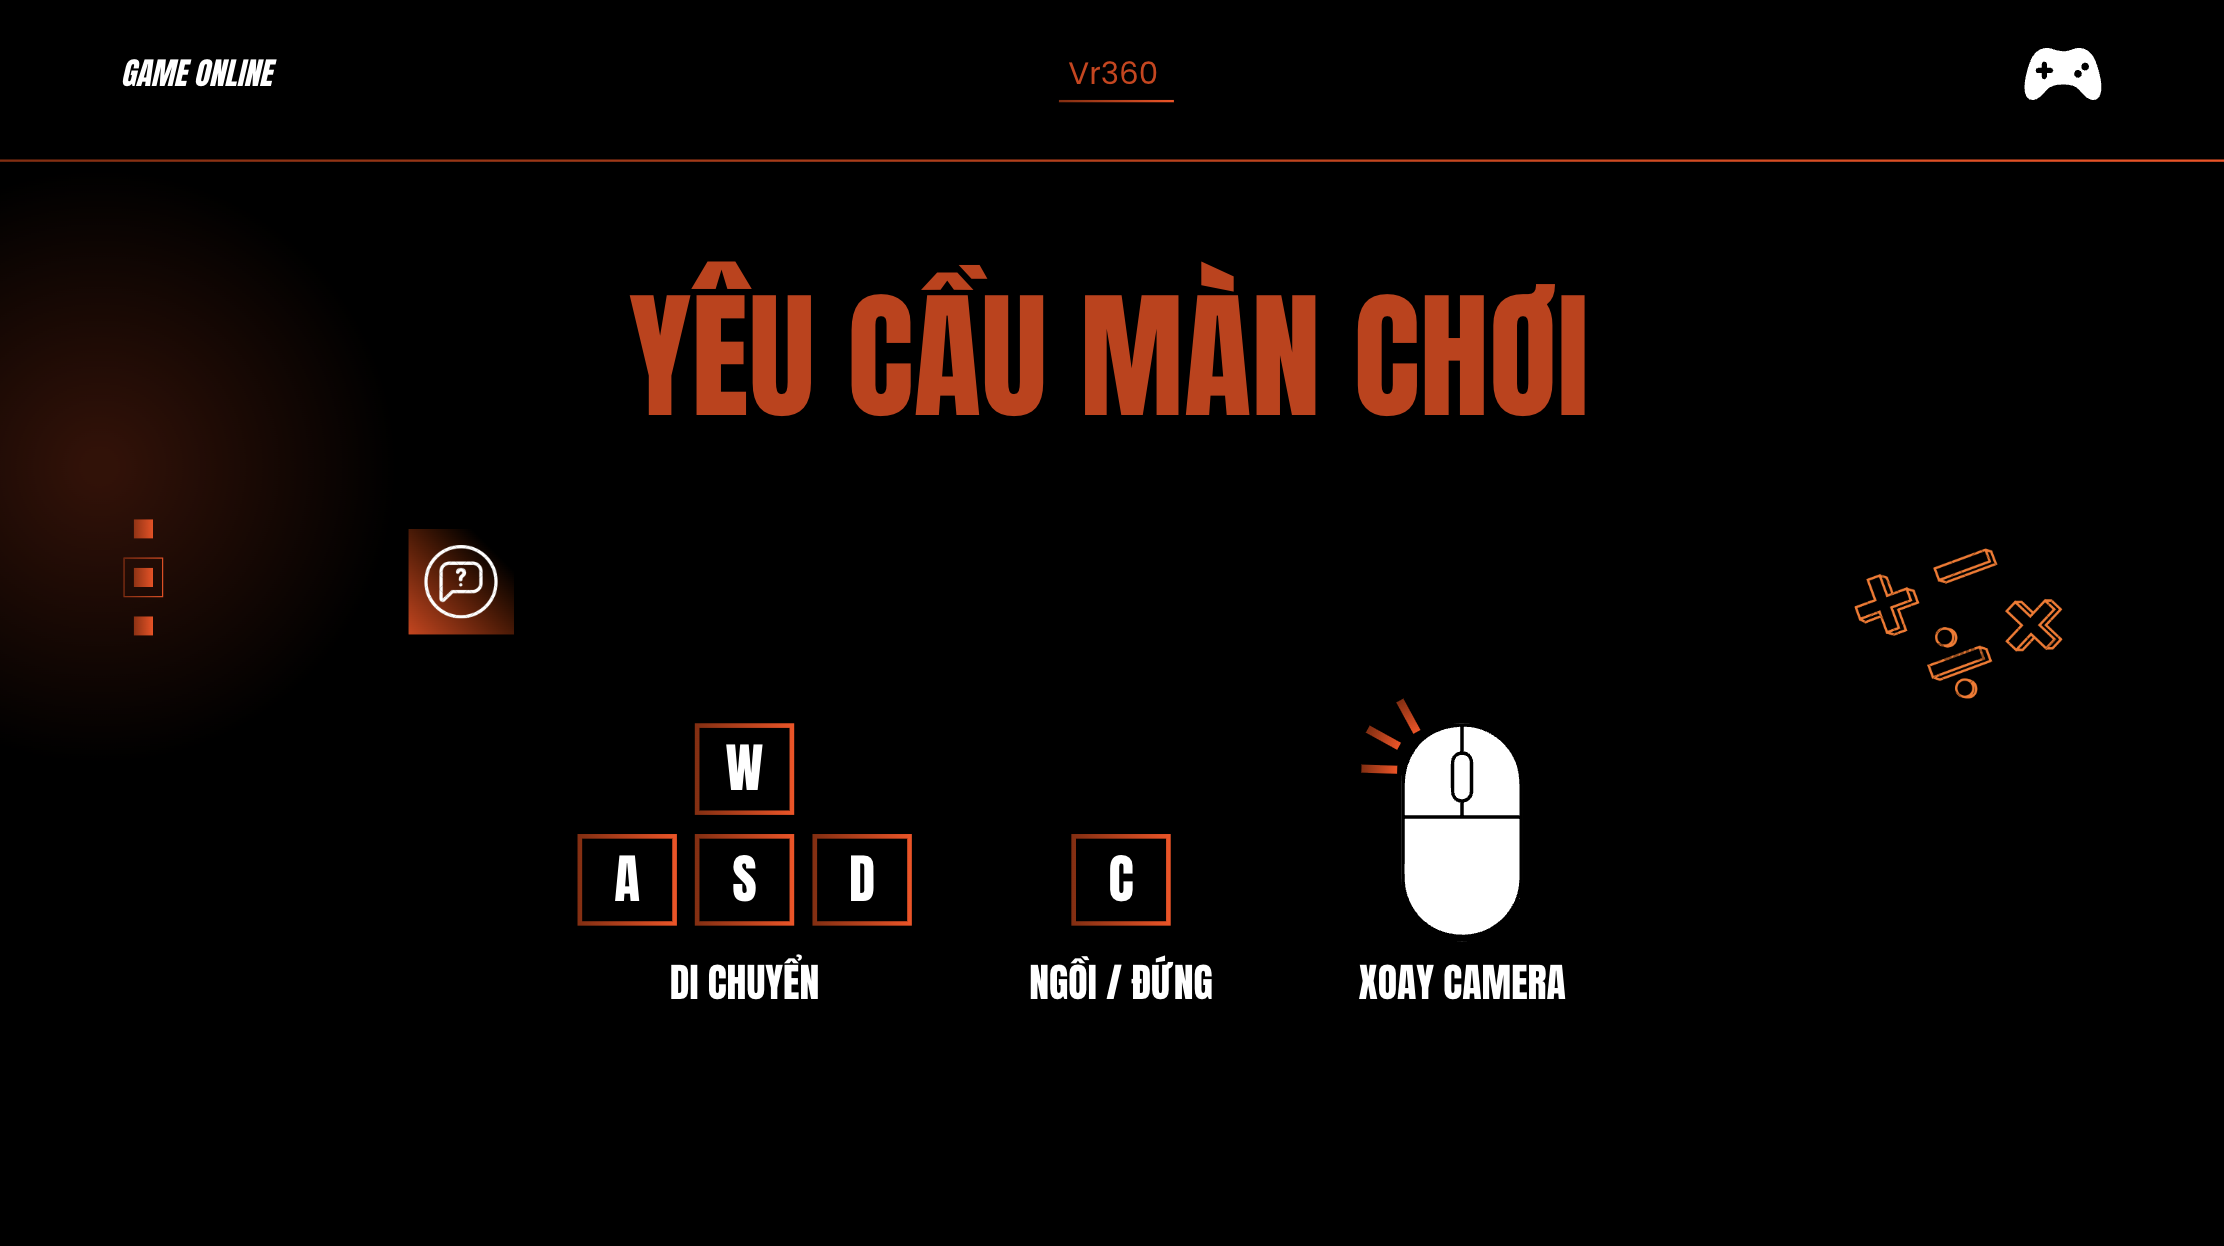 GAME ONLINE
Vr360
YÊU CẦU MÀN CHƠI
?
W
A S D
C
DI CHUYỂN
NGỒI / ĐỨNG
XOAY CAMERA